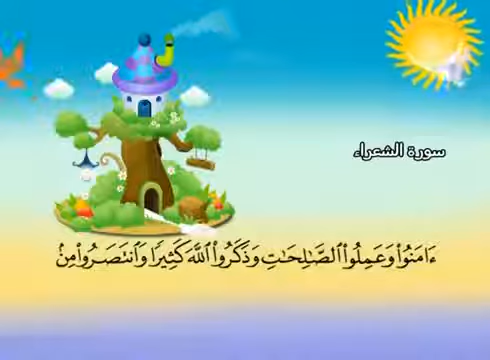 سورة الشعراء
ءَامَنُوا۟ وَعَمِلُوا۟ ٱلصَّـٰلِحَـٰتِ وَذَكَرُوا۟ ٱللَّهَ كَثِيرًا وَٱنتَصَرُوا۟ مِنۢ